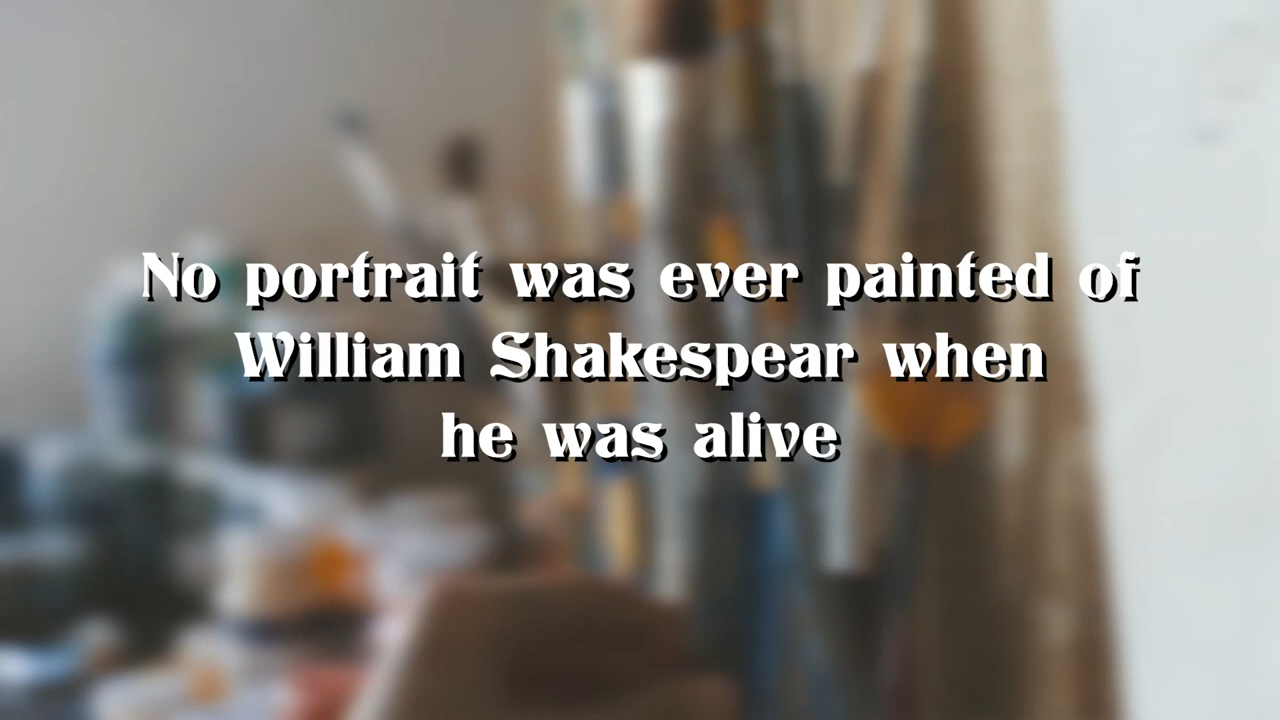 No portrait was ever painted of
William Shakespear when
he was alive